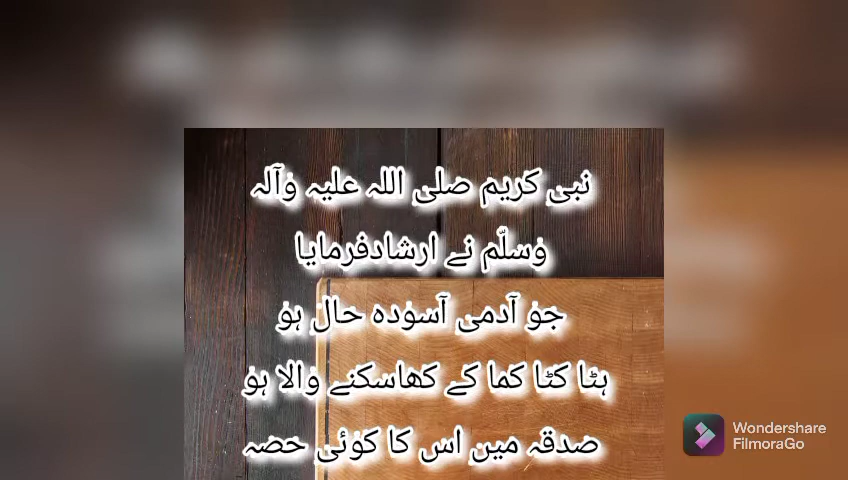 نبی کریم صلی اللہ علیہ وآلہ
وسلّم نے ارشادفرمایا
جو آدمی آسودہ حال ہو
ہٹا کٹا کما کے کھاسکنے والا ہو
صدقہ میں اس کا کوئی حصہ
Wondershare
FilmoraGo